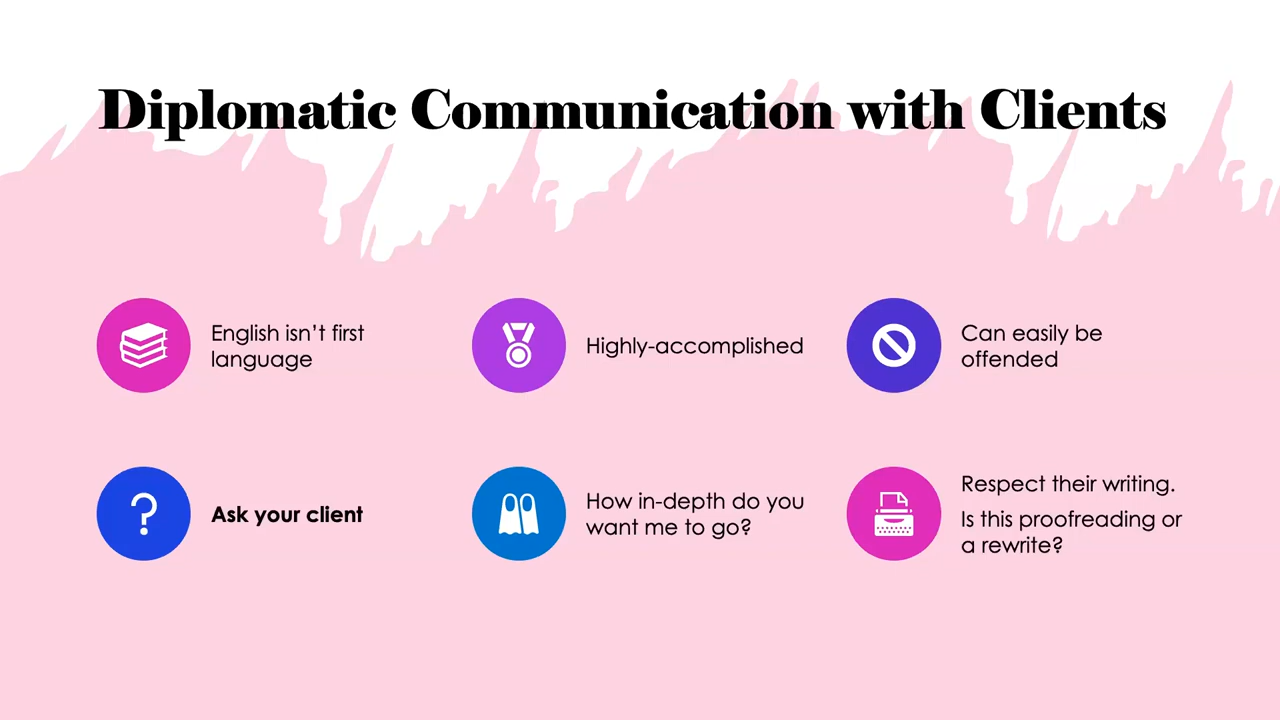 Diplomatic Communication with Clients
English isn’t first
language
Highly-accomplished
Can easily be
offended
Ask your client
How in-depth do you
want me to go?
Respect their writing.
Is this proofreading or
a rewrite?